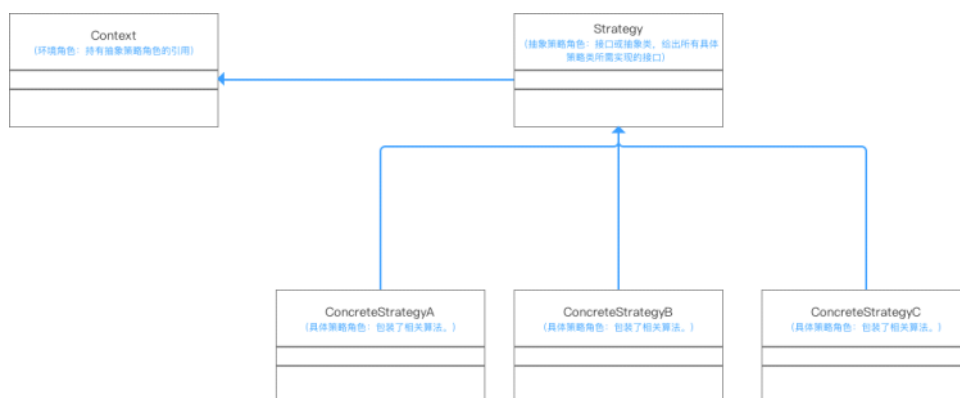 Context
（环境角色：持有抽象策略角色的引用）
Strategy
（抽象策略角色：接口或抽象类，给出所有具体
策略类所需实现的接口）
ConcreteStrategyA
（具体策略角色：包装了相关算法。）
ConcreteStrategyB
（具体策略角色：包装了相关算法。）
ConcreteStrategyC
（具体策略角色：包装了相关算法。）